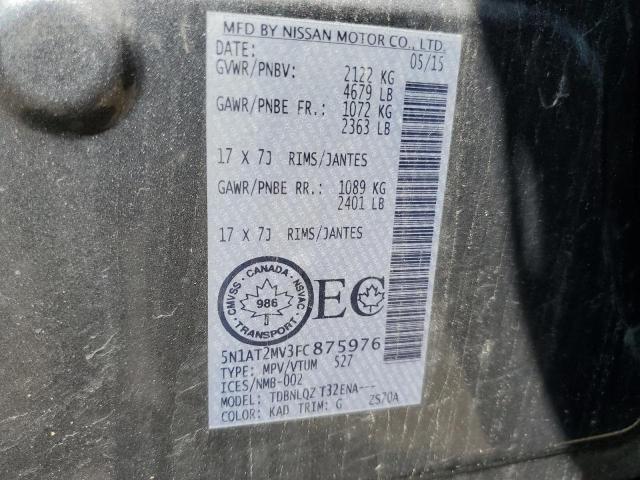 MFD BY NISSAN MOTOR CO., LTD.
DATE: 05/15
GVWR/PNBV: 2122 KG
4679 LB
GAWR/PNBE FR.: 1072 KG
2363 LB
17 X 7J RIMS/JANTES
GAWR/PNBE RR.: 1089 KG
2401 LB
17 X 7J RIMS/JANTES
CMVSS · CANADA · NSVAC · TRANSPORT ·
986
EC
5N1AT2MV3FC875976
TYPE: MPV/VTUM 527
ICES/NMB-002
MODEL: TDBNLQZ T32ENA---
COLOR: KAD TRIM: G 2S70A